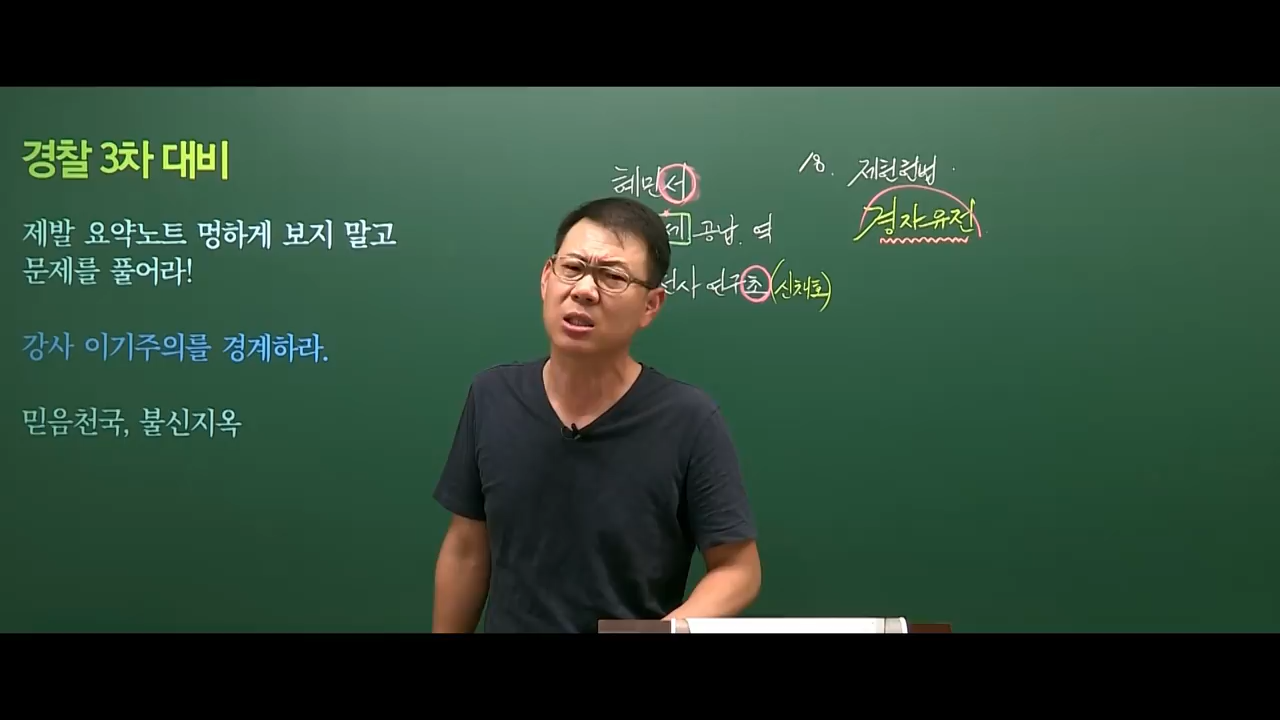 경찰 3차 대비
제발 요약노트 멍하게 보지 말고
문제를 풀어라!
강사 이기주의를 경계하라.
믿음천국, 불신지옥
혜민서
세 공납. 역
선사 연구초 (신채호)
18. 제헌헌법.
경자유전